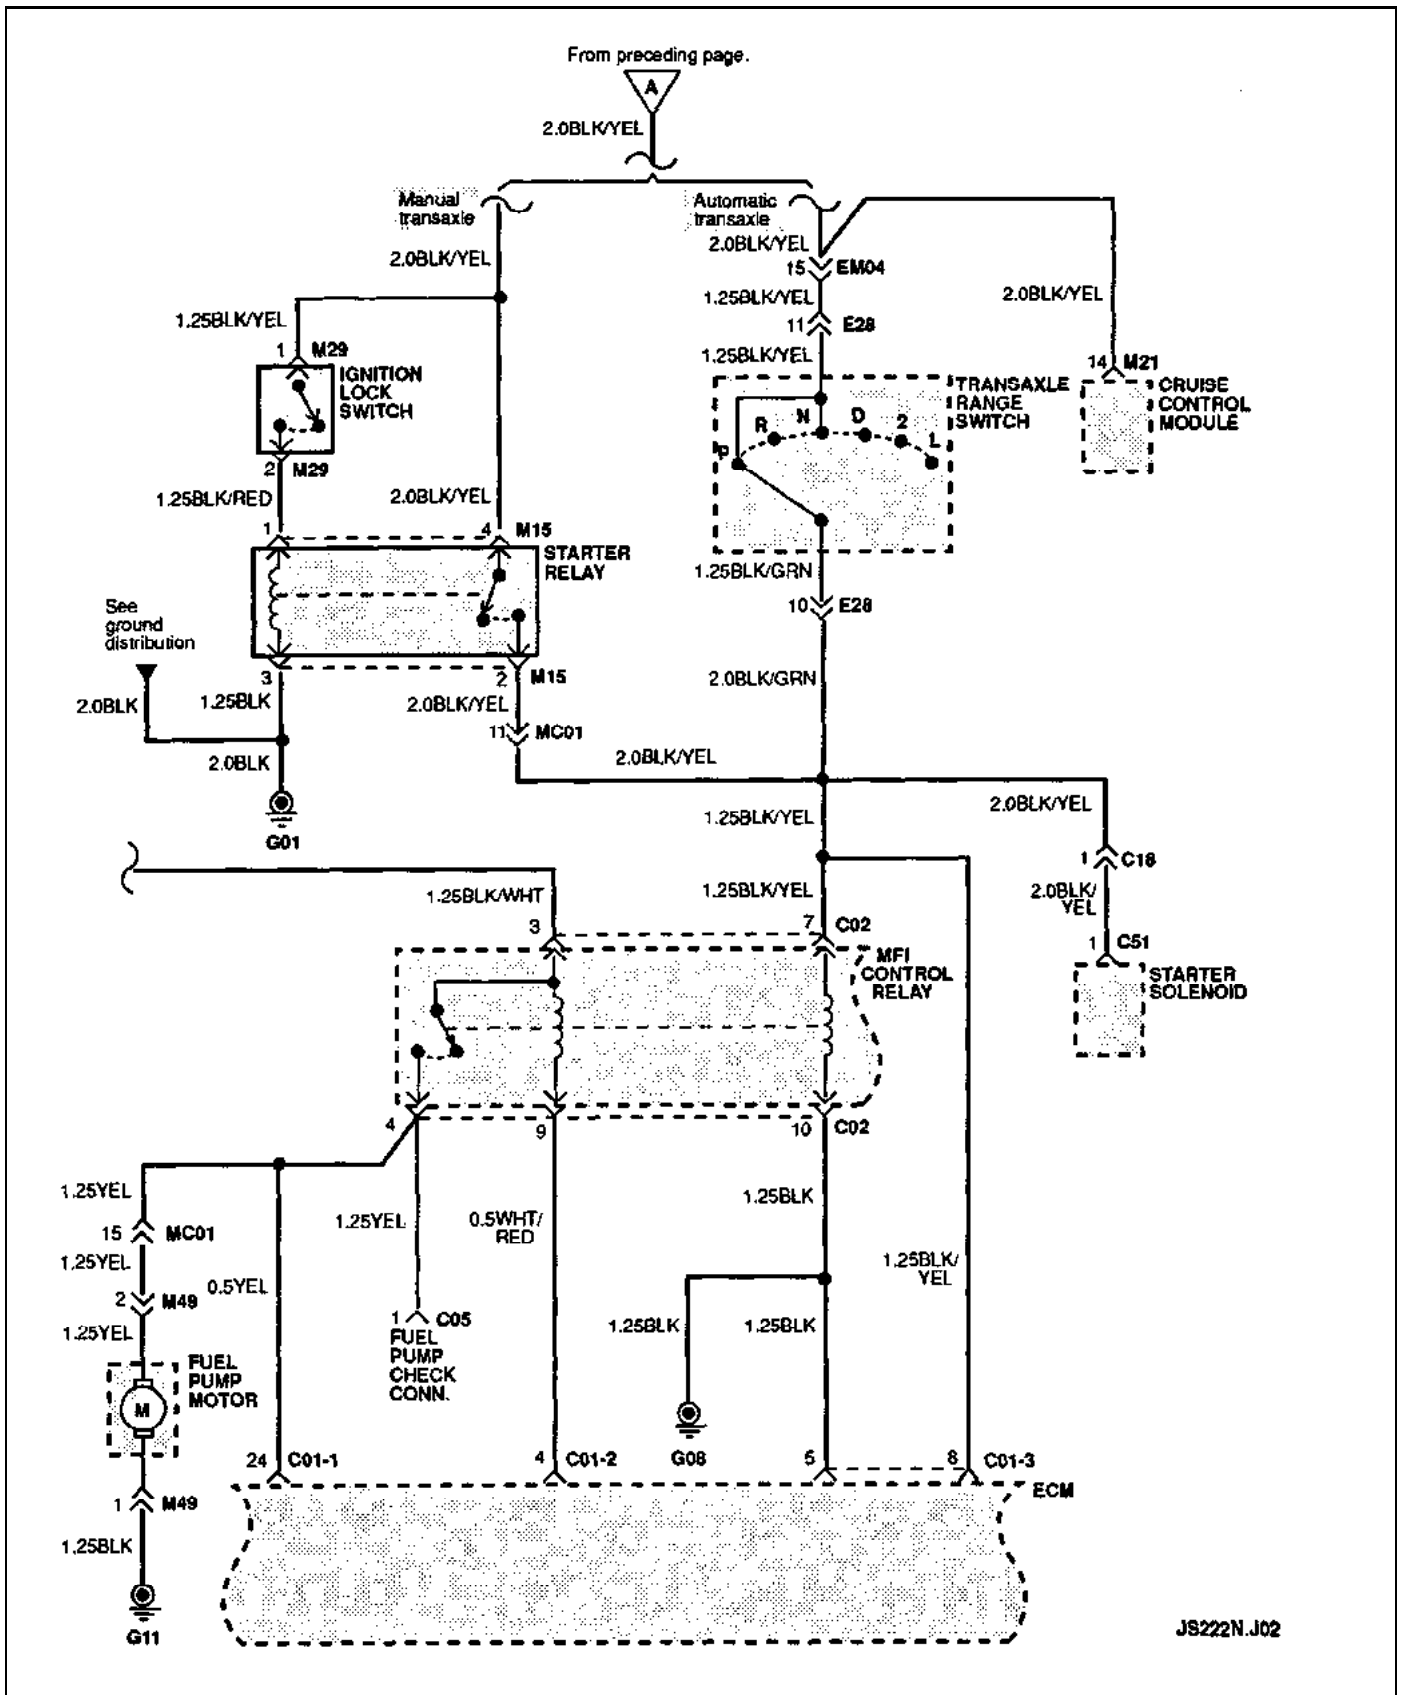 From preceding page.
A
2.0BLK/YEL
Manual
transaxle
Automatic
transaxle
2.0BLK/YEL
2.0BLK/YEL
15 EM04
1.25BLK/YEL
2.0BLK/YEL
1.25BLK/YEL
11 E28
1 M29
1.25BLK/YEL
14 M21
IGNITION
LOCK
SWITCH
TRANSAXLE
RANGE
SWITCH
CRUISE
CONTROL
MODULE
P R N D 2 L
2 M29
1.25BLK/RED
2.0BLK/YEL
1 4 M15
STARTER
RELAY
1.25BLK/GRN
10 E28
See
ground
distribution
3 2 M15
2.0BLK
1.25BLK
2.0BLK/YEL
2.0BLK/GRN
11 MC01
2.0BLK
2.0BLK/YEL
G01
1.25BLK/YEL
2.0BLK/YEL
1 C18
1.25BLK/WHT
1.25BLK/YEL
2.0BLK/
YEL
3 7 C02
1 C51
MFI
CONTROL
RELAY
STARTER
SOLENOID
4 9 10 C02
1.25YEL
15 MC01
1.25YEL
0.5YEL
1.25YEL
0.5WHT/
RED
1.25BLK
1.25BLK/
YEL
2 M49
1.25YEL
1 C05
FUEL
PUMP
CHECK
CONN.
1.25BLK
1.25BLK
FUEL
PUMP
MOTOR
M
G08
24 C01-1
4 C01-2
5 8 C01-3
ECM
1 M49
1.25BLK
G11
JS222N.J02